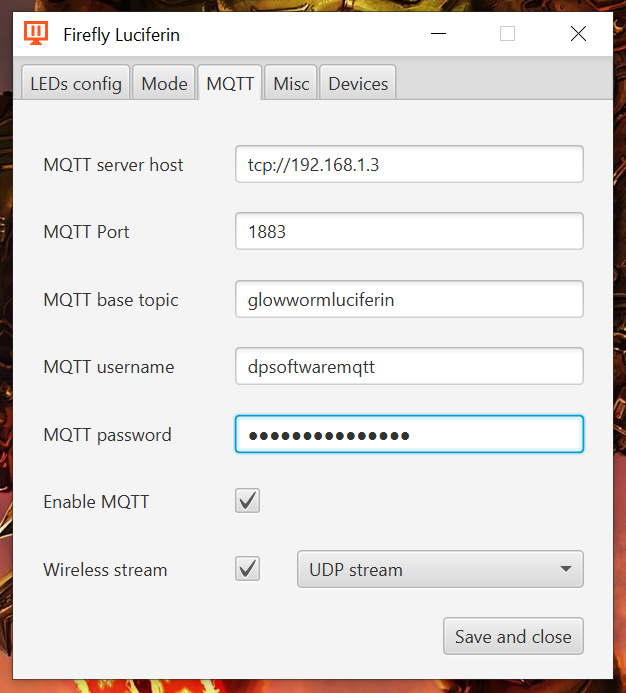 Firefly Luciferin
LEDs config Mode MQTT Misc Devices
MQTT server host tcp://192.168.1.3
MQTT Port 1883
MQTT base topic glowwormluciferin
MQTT username dpsoftwaremqtt
MQTT password ●●●●●●●●●●●●●●●
Enable MQTT
Wireless stream UDP stream
Save and close